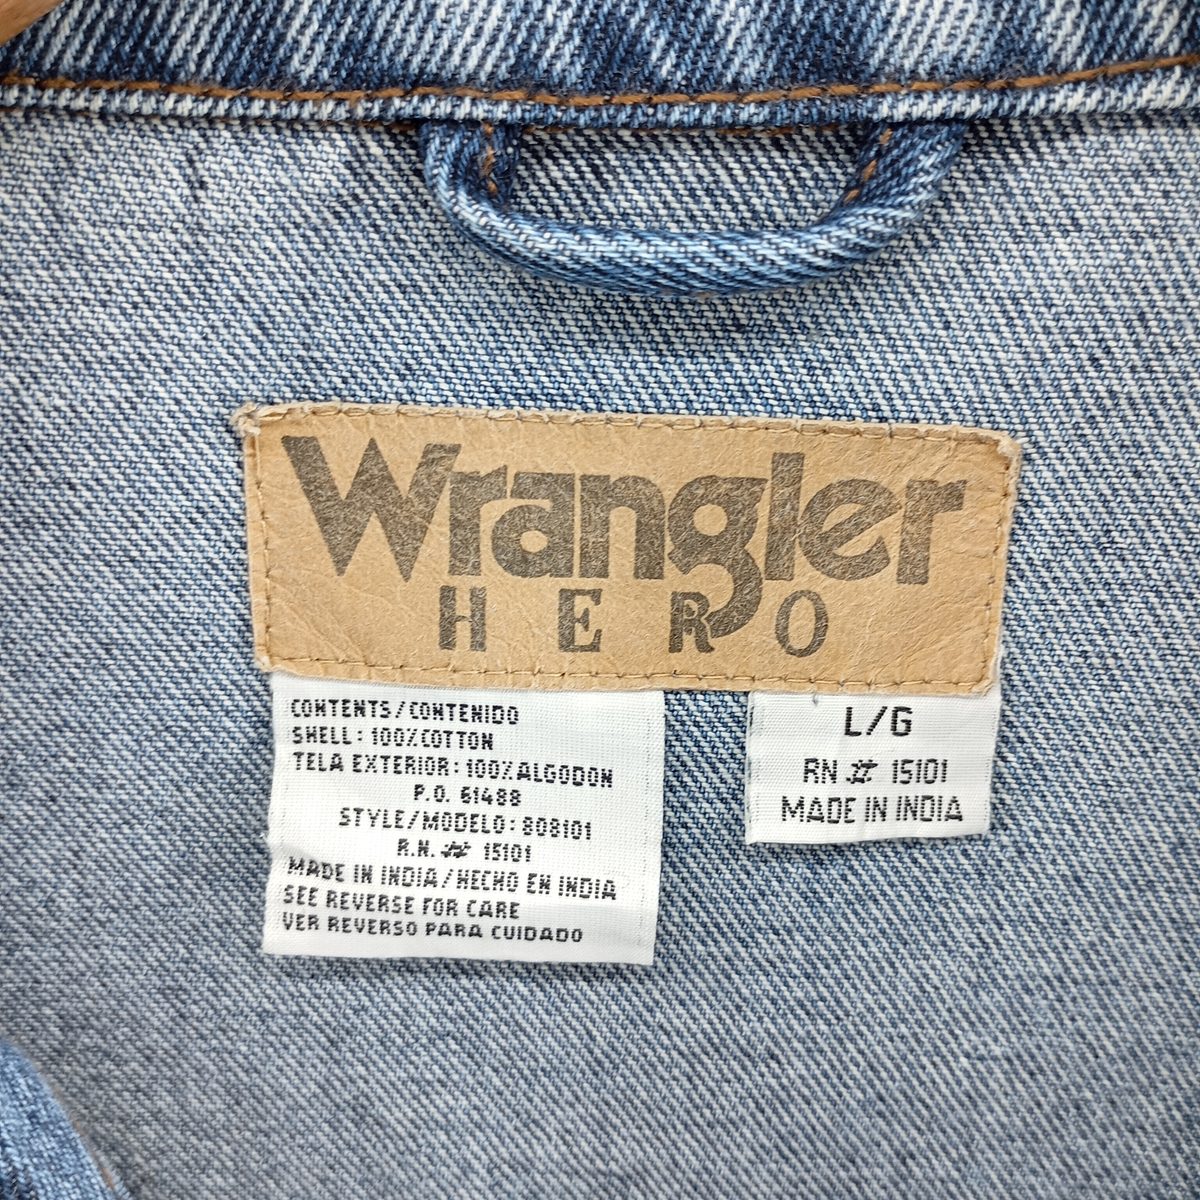 Wrangler
HERO
CONTENTS/CONTENIDO
SHELL: 100%COTTON
TELA EXTERIOR: 100%ALGODON
P.O. 61488
STYLE/MODELO: 808101
R.N. # 15101
MADE IN INDIA/HECHO EN INDIA
SEE REVERSE FOR CARE
VER REVERSO PARA CUIDADO
L/G
RN # 15101
MADE IN INDIA